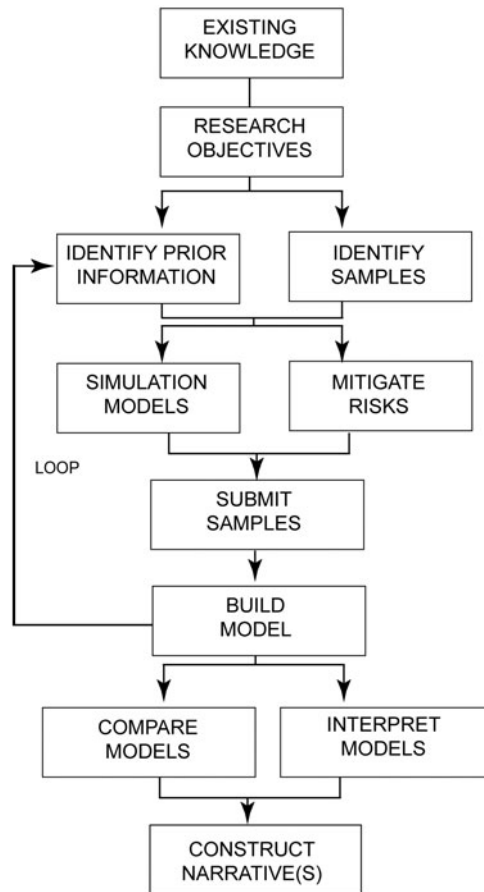 EXISTING
KNOWLEDGE
RESEARCH
OBJECTIVES
IDENTIFY PRIOR
INFORMATION
IDENTIFY
SAMPLES
SIMULATION
MODELS
MITIGATE
RISKS
LOOP
SUBMIT
SAMPLES
BUILD
MODEL
COMPARE
MODELS
INTERPRET
MODELS
CONSTRUCT
NARRATIVE(S)